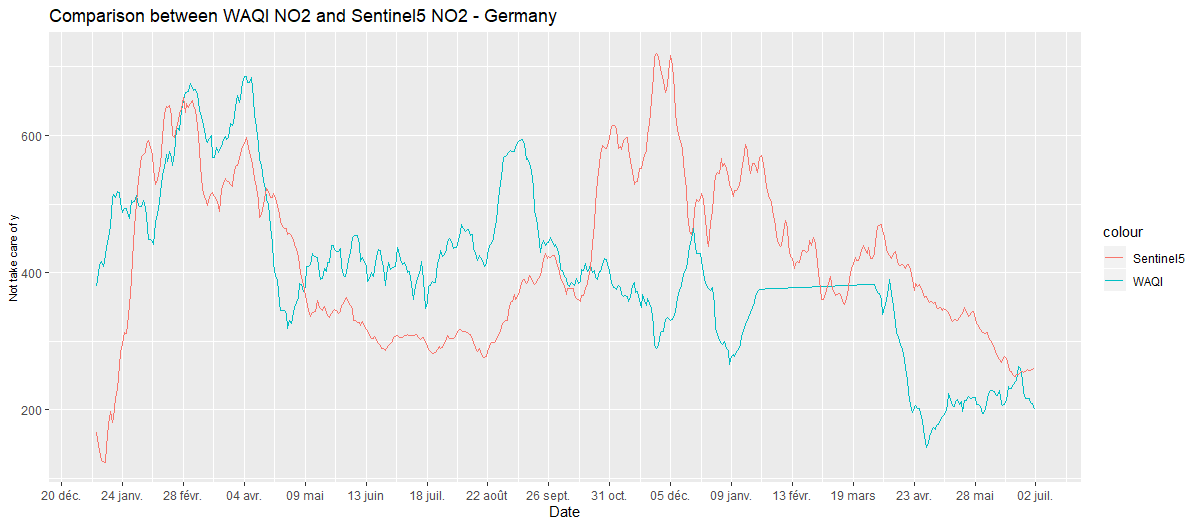 Comparison between WAQI NO2 and Sentinel5 NO2 - Germany
Not take care of y
600
400
200
20 déc. 24 janv. 28 févr. 04 avr. 09 mai 13 juin 18 juil. 22 août 26 sept. 31 oct. 05 déc. 09 janv. 13 févr. 19 mars 23 avr. 28 mai 02 juil.
Date
colour
Sentinel5
WAQI